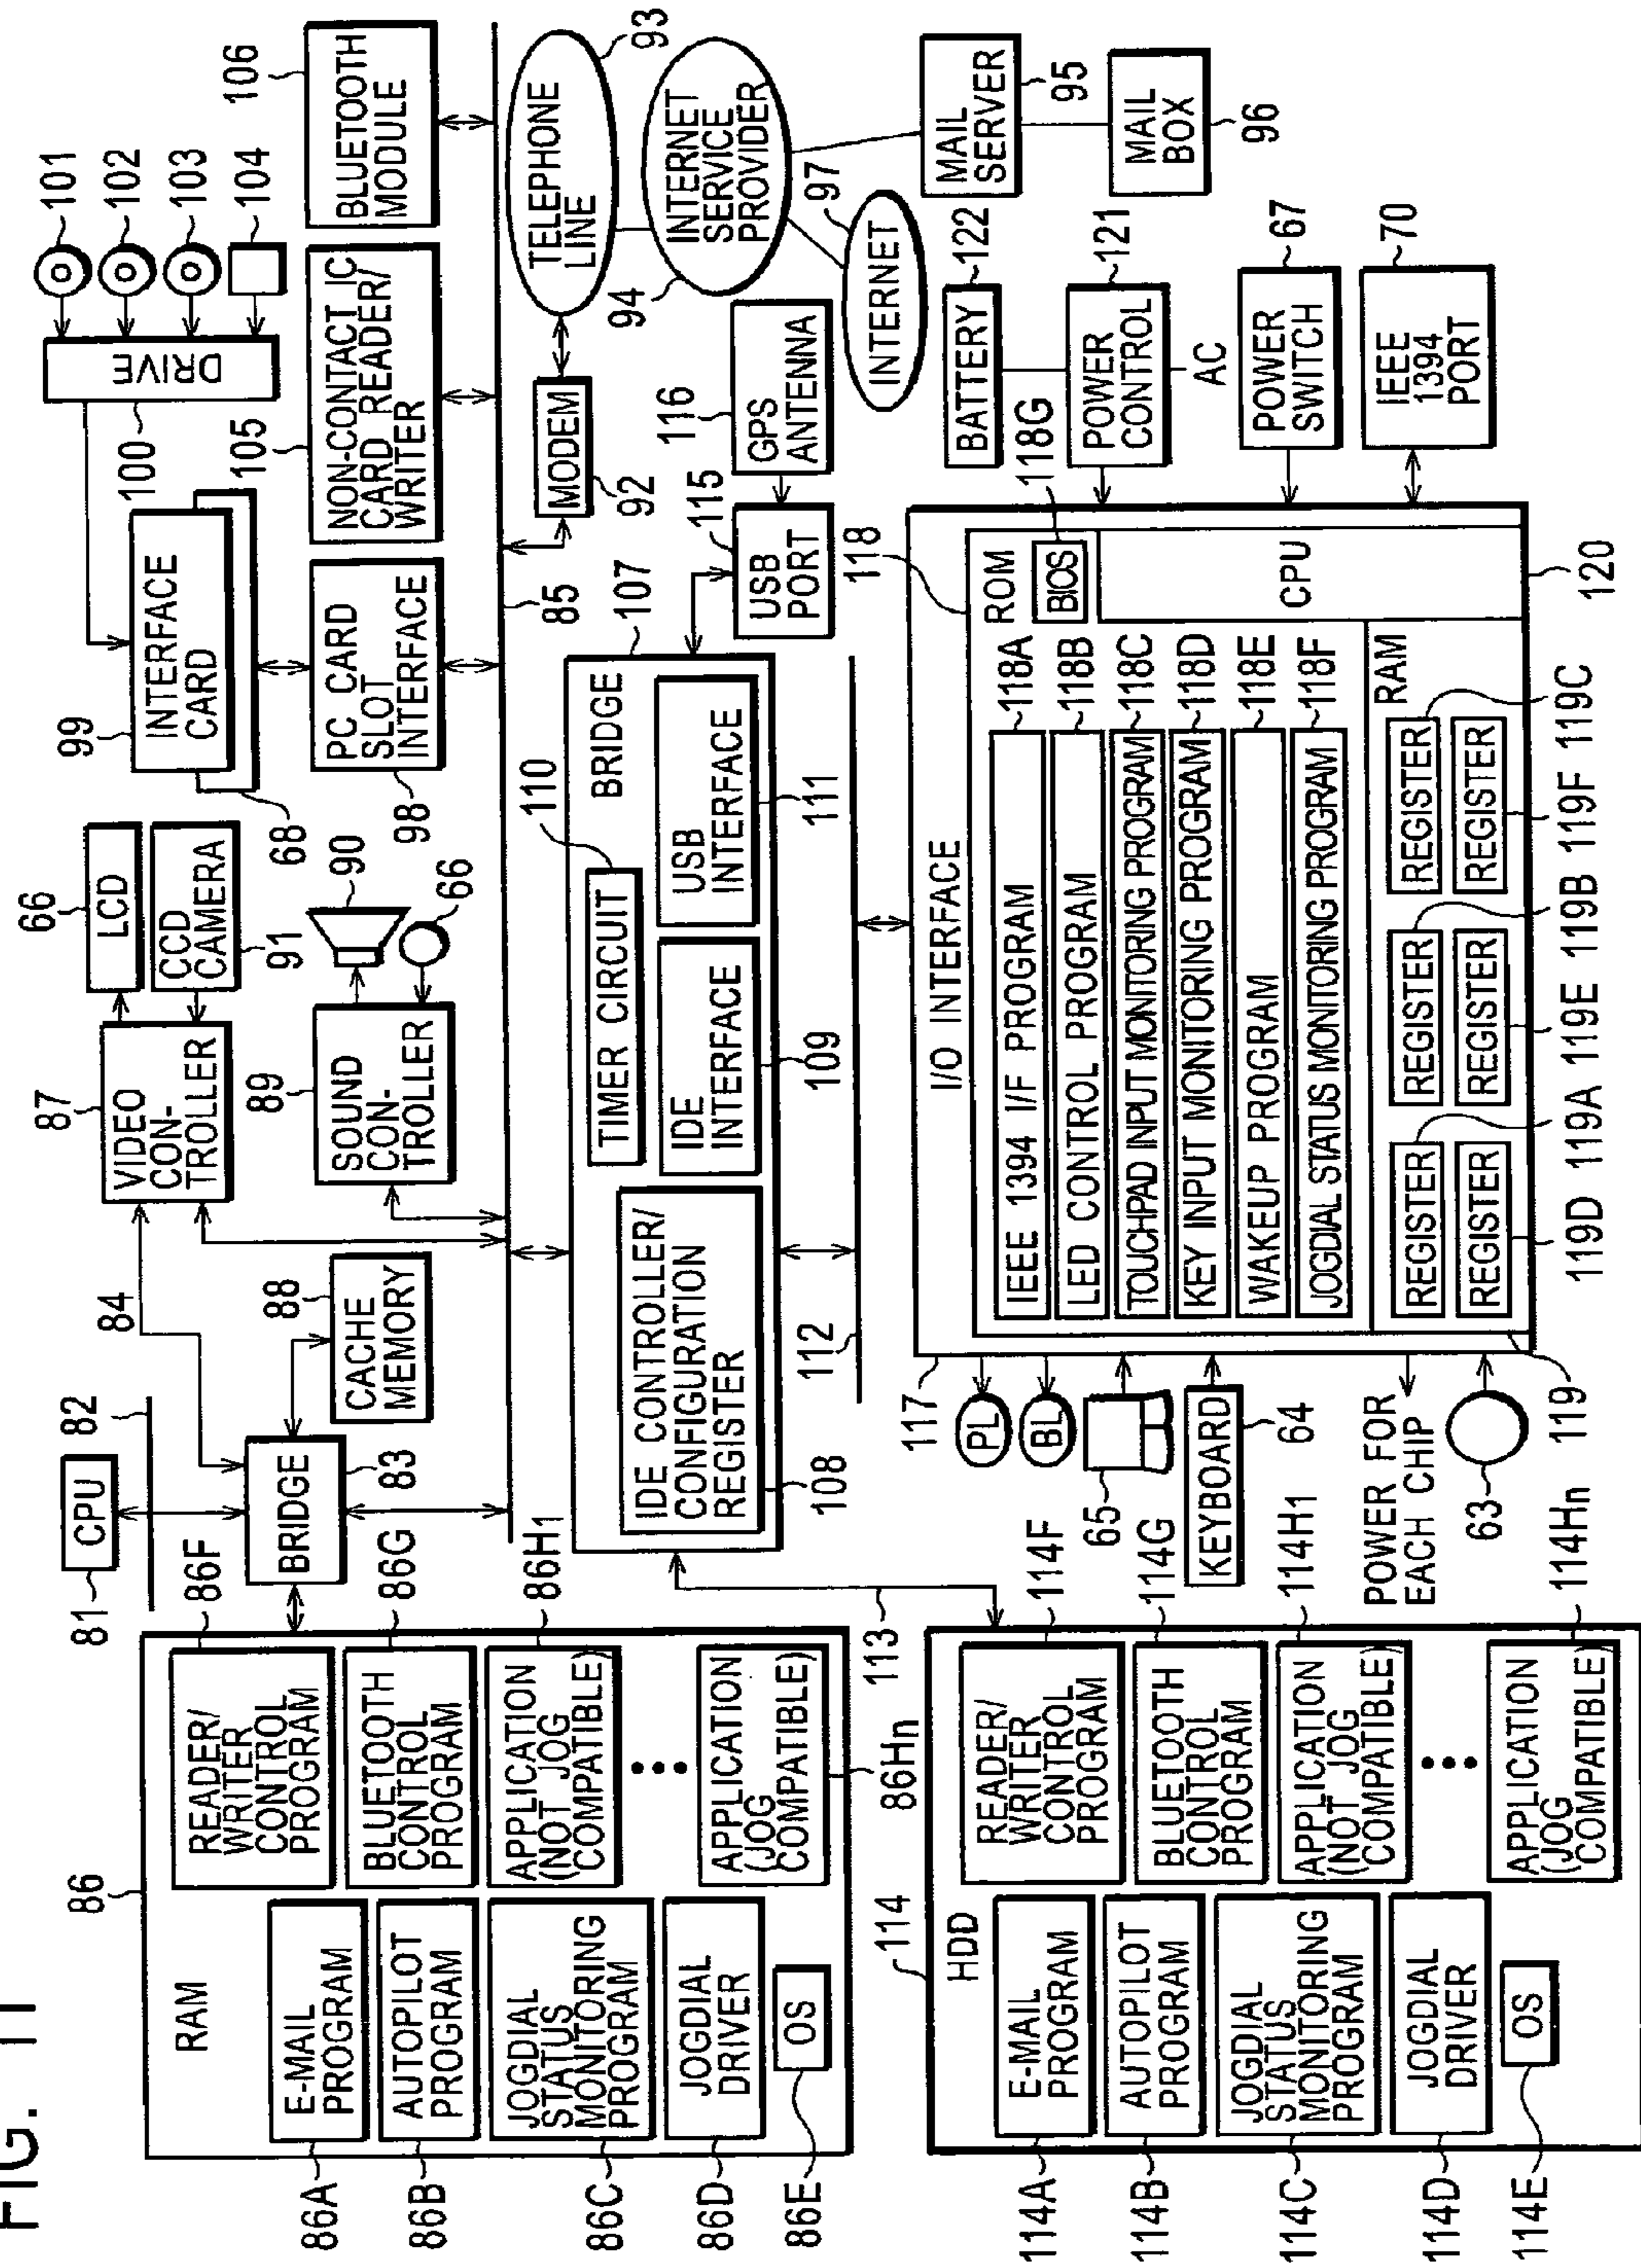 FIG. 11
81
CPU
82
86
RAM
86F
READER/
WRITER
CONTROL
PROGRAM
86G
BLUETOOTH
CONTROL
PROGRAM
86H1
APPLICATION
(NOT JOG
COMPATIBLE)
APPLICATION
(JOG
COMPATIBLE)
86Hn
E-MAIL
PROGRAM
86A
AUTOPILOT
PROGRAM
86B
JOGDIAL
STATUS
MONITORING
PROGRAM
86C
JOGDIAL
DRIVER
86D
OS
86E
BRIDGE
83
84
88
CACHE
MEMORY
87
VIDEO
CON-
TROLLER
66
LCD
CCD
CAMERA
91
89
SOUND
CON-
TROLLER
90
66
99
INTERFACE
CARD
68
105
PC CARD
SLOT
INTERFACE
98
100
DRIVE
101
102
103
104
NON-CONTACT IC
CARD READER/
WRITER
106
BLUETOOTH
MODULE
85
MODEM
92
TELEPHONE
LINE
93
INTERNET
SERVICE
PROVIDER
94
MAIL
SERVER
95
MAIL
BOX
96
INTERNET
97
107
BRIDGE
IDE CONTROLLER/
CONFIGURATION
REGISTER
108
TIMER CIRCUIT
110
IDE
INTERFACE
109
USB
INTERFACE
111
115
USB
PORT
116
GPS
ANTENNA
112
113
114
HDD
114F
READER/
WRITER
CONTROL
PROGRAM
114G
BLUETOOTH
CONTROL
PROGRAM
114H1
APPLICATION
(NOT JOG
COMPATIBLE)
114Hn
APPLICATION
(JOG
COMPATIBLE)
E-MAIL
PROGRAM
114A
AUTOPILOT
PROGRAM
114B
JOGDIAL
STATUS
MONITORING
PROGRAM
114C
JOGDIAL
DRIVER
114D
OS
114E
117
PL
BL
65
KEYBOARD
64
POWER FOR
EACH CHIP
63
I/O INTERFACE
118
ROM
IEEE 1394 I/F PROGRAM
118A
LED CONTROL PROGRAM
118B
TOUCHPAD INPUT MONITORING PROGRAM
118C
KEY INPUT MONITORING PROGRAM
118D
WAKEUP PROGRAM
118E
JOGDIAL STATUS MONITORING PROGRAM
118F
BIOS
118G
CPU
120
RAM
REGISTER
REGISTER
REGISTER
REGISTER
REGISTER
REGISTER
119
119D
119A
119E
119B
119F
119C
BATTERY
122
POWER
CONTROL
121
AC
POWER
SWITCH
67
IEEE
1394
PORT
70